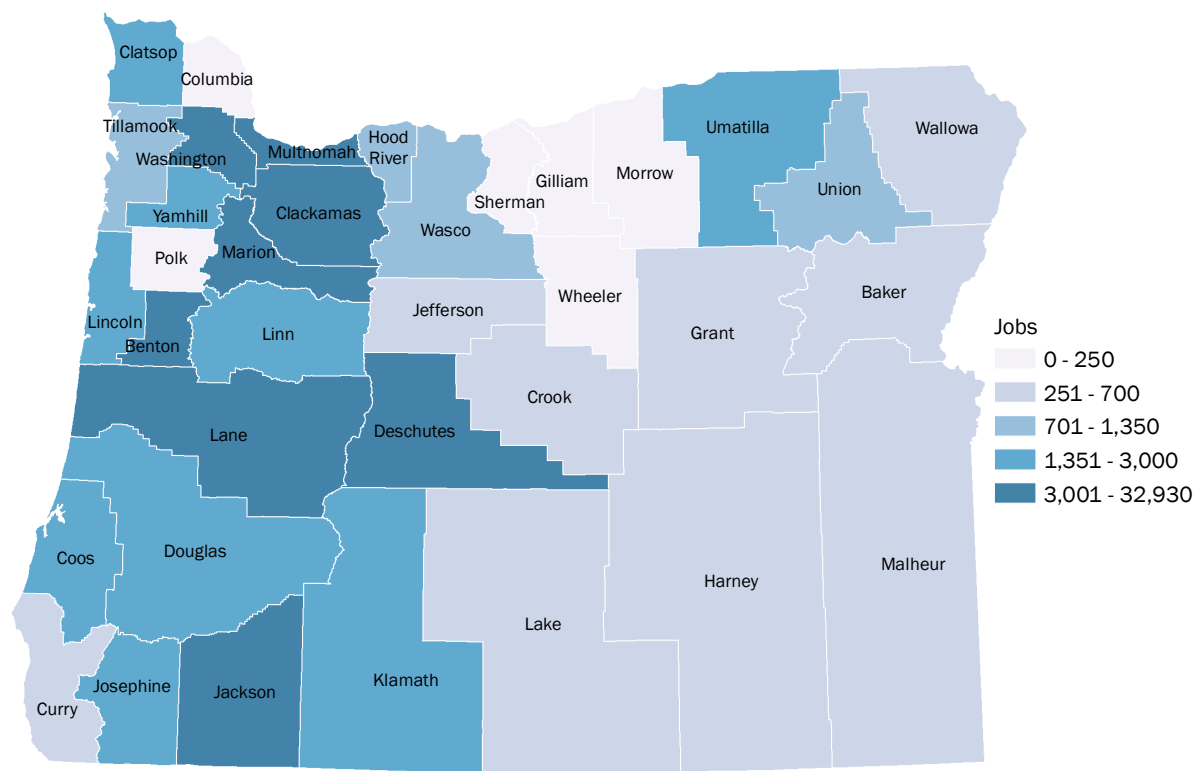 Clatsop
Columbia
Tillamook
Washington
Multnomah
Hood
River
Umatilla
Wallowa
Union
Morrow
Gilliam
Sherman
Yamhill
Clackamas
Wasco
Polk
Marion
Wheeler
Baker
Jefferson
Grant
Lincoln
Benton
Linn
Crook
Lane
Deschutes
Coos
Douglas
Harney
Malheur
Lake
Curry
Josephine
Jackson
Klamath
Jobs
0 - 250
251 - 700
701 - 1,350
1,351 - 3,000
3,001 - 32,930